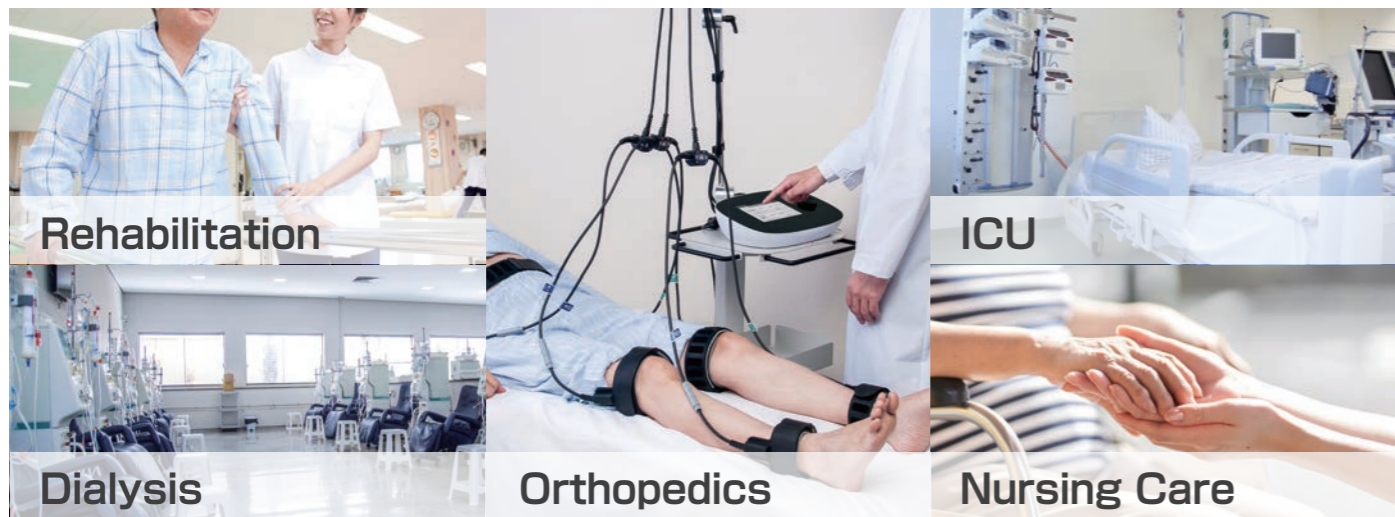 Rehabilitation
Dialysis
Orthopedics
ICU
Nursing Care